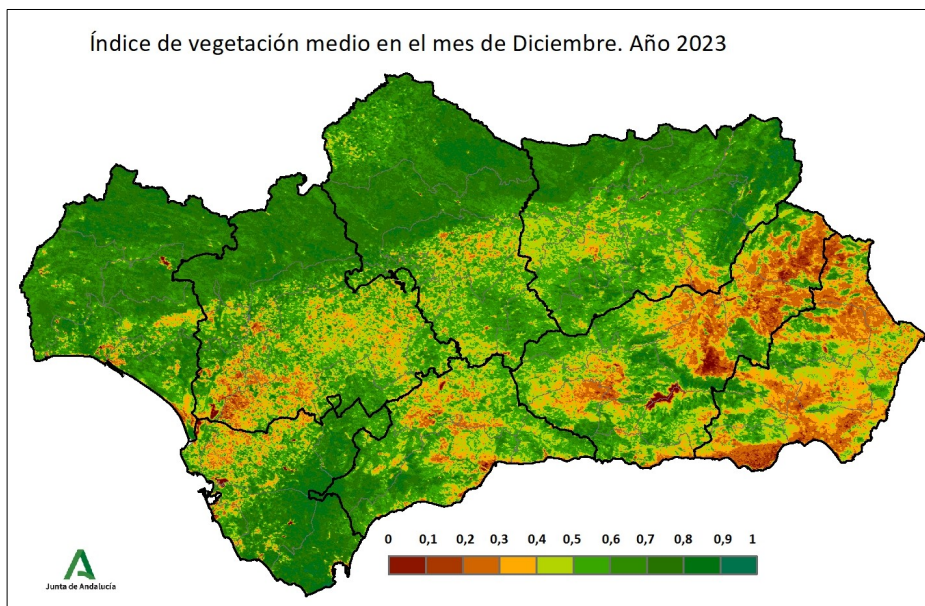 Índice de vegetación medio en el mes de Diciembre. Año 2023
0 0,1 0,2 0,3 0,4 0,5 0,6 0,7 0,8 0,9 1
Junta de Andalucía